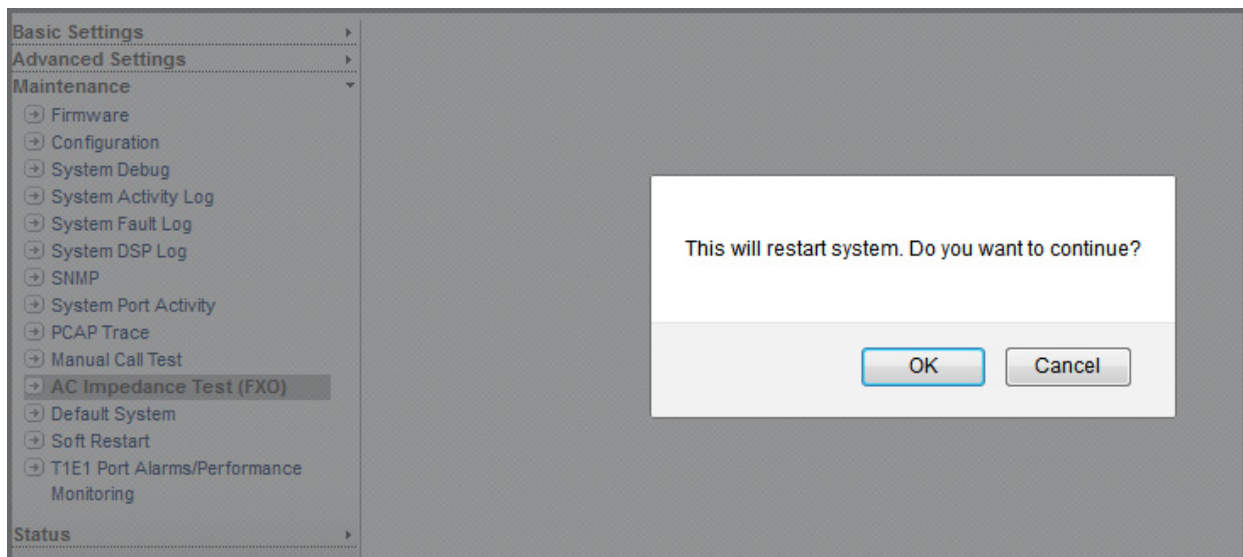 Basic Settings
Advanced Settings
Maintenance
Firmware
Configuration
System Debug
System Activity Log
System Fault Log
System DSP Log
SNMP
System Port Activity
PCAP Trace
Manual Call Test
AC Impedance Test (FXO)
Default System
Soft Restart
T1E1 Port Alarms/Performance
Monitoring
Status
This will restart system. Do you want to continue?
OK
Cancel